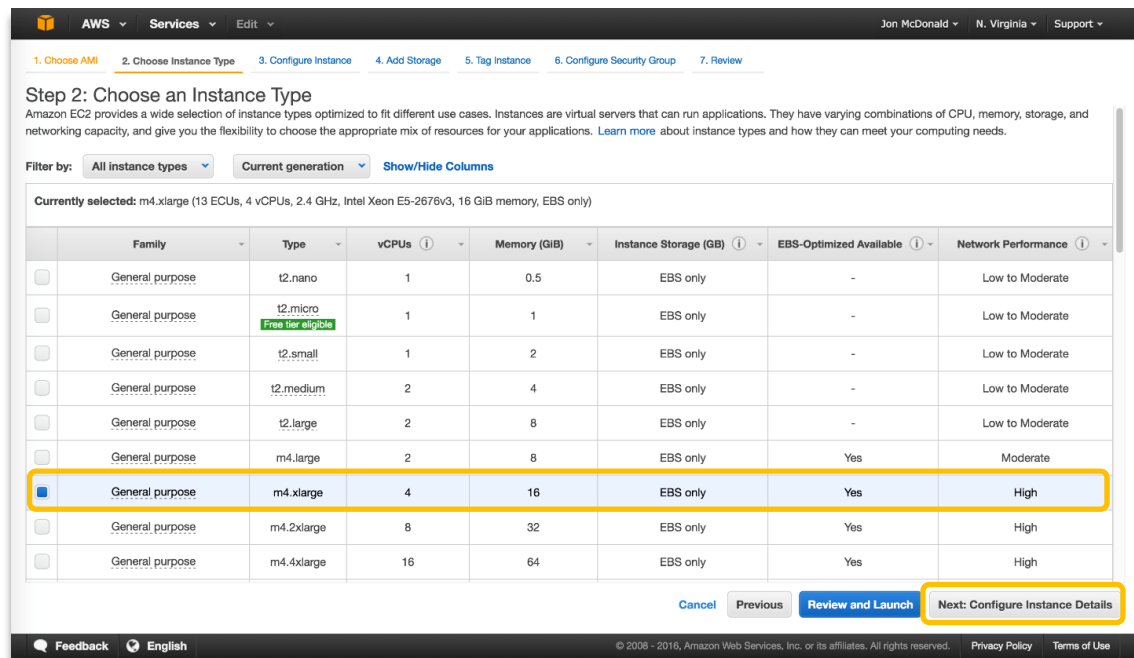 AWS Services Edit Jon McDonald N. Virginia Support
1. Choose AMI 2. Choose Instance Type 3. Configure Instance 4. Add Storage 5. Tag Instance 6. Configure Security Group 7. Review
Step 2: Choose an Instance Type
Amazon EC2 provides a wide selection of instance types optimized to fit different use cases. Instances are virtual servers that can run applications. They have varying combinations of CPU, memory, storage, and
networking capacity, and give you the flexibility to choose the appropriate mix of resources for your applications. Learn more about instance types and how they can meet your computing needs.
Filter by: All instance types Current generation Show/Hide Columns
Currently selected: m4.xlarge (13 ECUs, 4 vCPUs, 2.4 GHz, Intel Xeon E5-2676v3, 16 GiB memory, EBS only)
Family Type vCPUs Memory (GiB) Instance Storage (GB) EBS-Optimized Available Network Performance
General purpose t2.nano 1 0.5 EBS only - Low to Moderate
General purpose t2.micro 1 1 EBS only - Low to Moderate
Free tier eligible
General purpose t2.small 1 2 EBS only - Low to Moderate
General purpose t2.medium 2 4 EBS only - Low to Moderate
General purpose t2.large 2 8 EBS only - Low to Moderate
General purpose m4.large 2 8 EBS only Yes Moderate
General purpose m4.xlarge 4 16 EBS only Yes High
General purpose m4.2xlarge 8 32 EBS only Yes High
General purpose m4.4xlarge 16 64 EBS only Yes High
Cancel Previous Review and Launch Next: Configure Instance Details
Feedback English © 2008 - 2016, Amazon Web Services, Inc. or its affiliates. All rights reserved. Privacy Policy Terms of Use